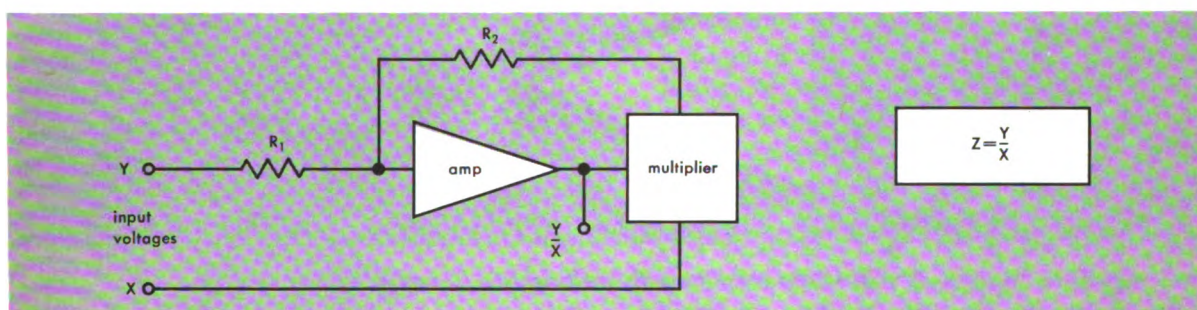 R2
R1
Y
amp
multiplier
Z=Y/X
input
voltages
Y/X
X